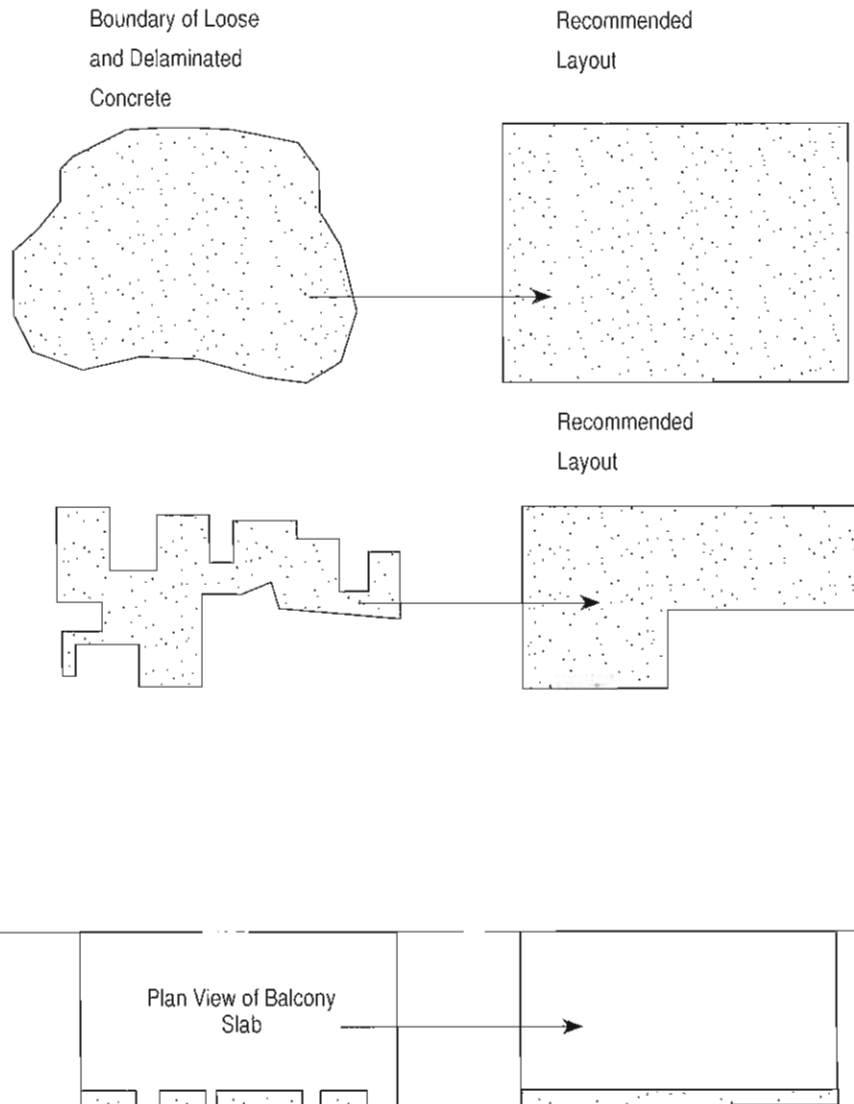 Boundary of Loose
and Delaminated
Concrete
Recommended
Layout
Recommended
Layout
Plan View of Balcony
Slab